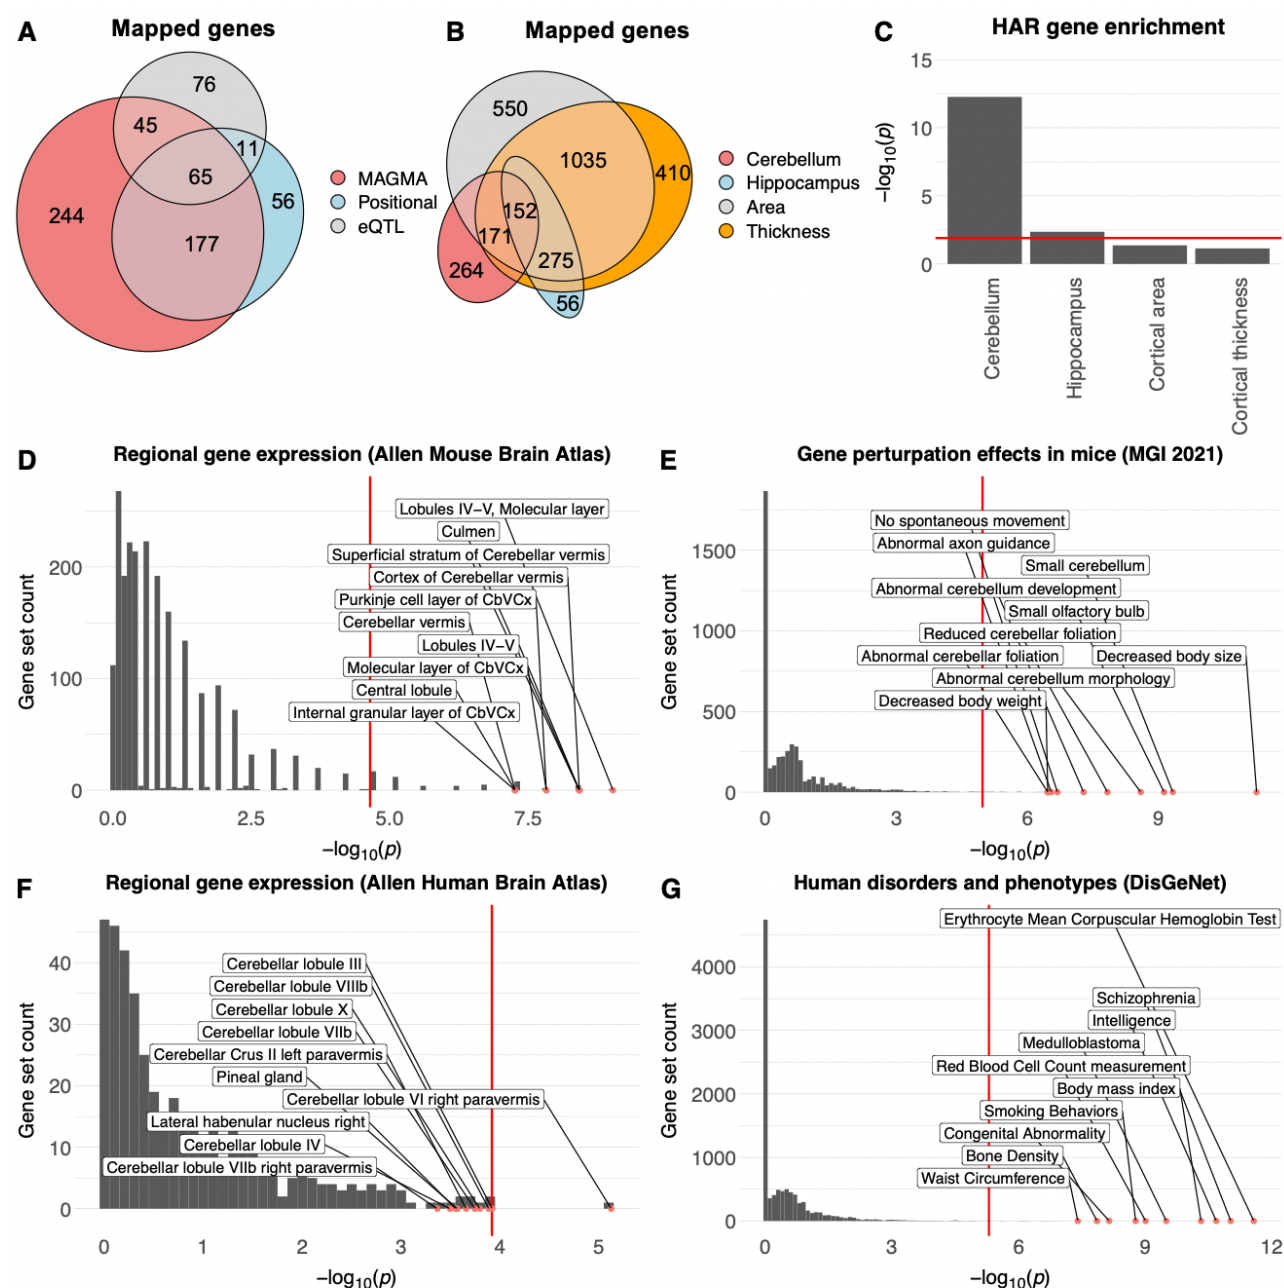 A
Mapped genes
76
45
11
65
56
244
177
MAGMA
Positional
eQTL
B
Mapped genes
550
1035
410
152
171
275
264
56
Cerebellum
Hippocampus
Area
Thickness
C
HAR gene enrichment
−log10(p)
15
10
5
0
Cerebellum
Hippocampus
Cortical area
Cortical thickness
D
Regional gene expression (Allen Mouse Brain Atlas)
Gene set count
200
100
0
Lobules IV−V, Molecular layer
Culmen
Superficial stratum of Cerebellar vermis
Cortex of Cerebellar vermis
Purkinje cell layer of CbVCx
Cerebellar vermis
Lobules IV−V
Molecular layer of CbVCx
Central lobule
Internal granular layer of CbVCx
0.0 2.5 5.0 7.5
−log10(p)
E
Gene perturpation effects in mice (MGI 2021)
Gene set count
1500
1000
500
0
No spontaneous movement
Abnormal axon guidance
Small cerebellum
Abnormal cerebellum development
Small olfactory bulb
Reduced cerebellar foliation
Abnormal cerebellar foliation
Decreased body size
Abnormal cerebellum morphology
Decreased body weight
0 3 6 9
−log10(p)
F
Regional gene expression (Allen Human Brain Atlas)
Gene set count
40
30
20
10
0
Cerebellar lobule III
Cerebellar lobule VIIIb
Cerebellar lobule X
Cerebellar lobule VIIb
Cerebellar Crus II left paravermis
Pineal gland
Cerebellar lobule VI right paravermis
Lateral habenular nucleus right
Cerebellar lobule IV
Cerebellar lobule VIIb right paravermis
0 1 2 3 4 5
−log10(p)
G
Human disorders and phenotypes (DisGeNet)
Gene set count
4000
3000
2000
1000
0
Erythrocyte Mean Corpuscular Hemoglobin Test
Schizophrenia
Intelligence
Medulloblastoma
Red Blood Cell Count measurement
Body mass index
Smoking Behaviors
Congenital Abnormality
Bone Density
Waist Circumference
0 3 6 9 12
−log10(p)